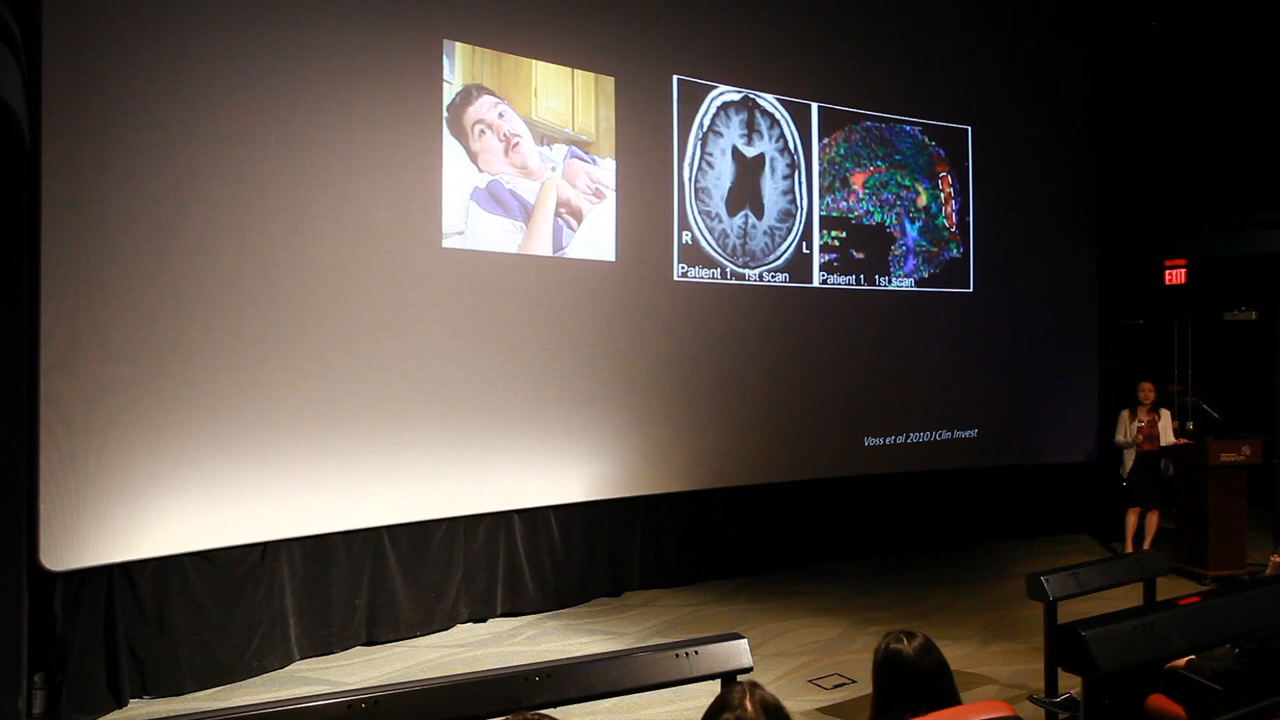 R
L
Patient 1, 1st scan
Patient 1, 1st scan
Voss et al 2010 J Clin Invest
EXIT